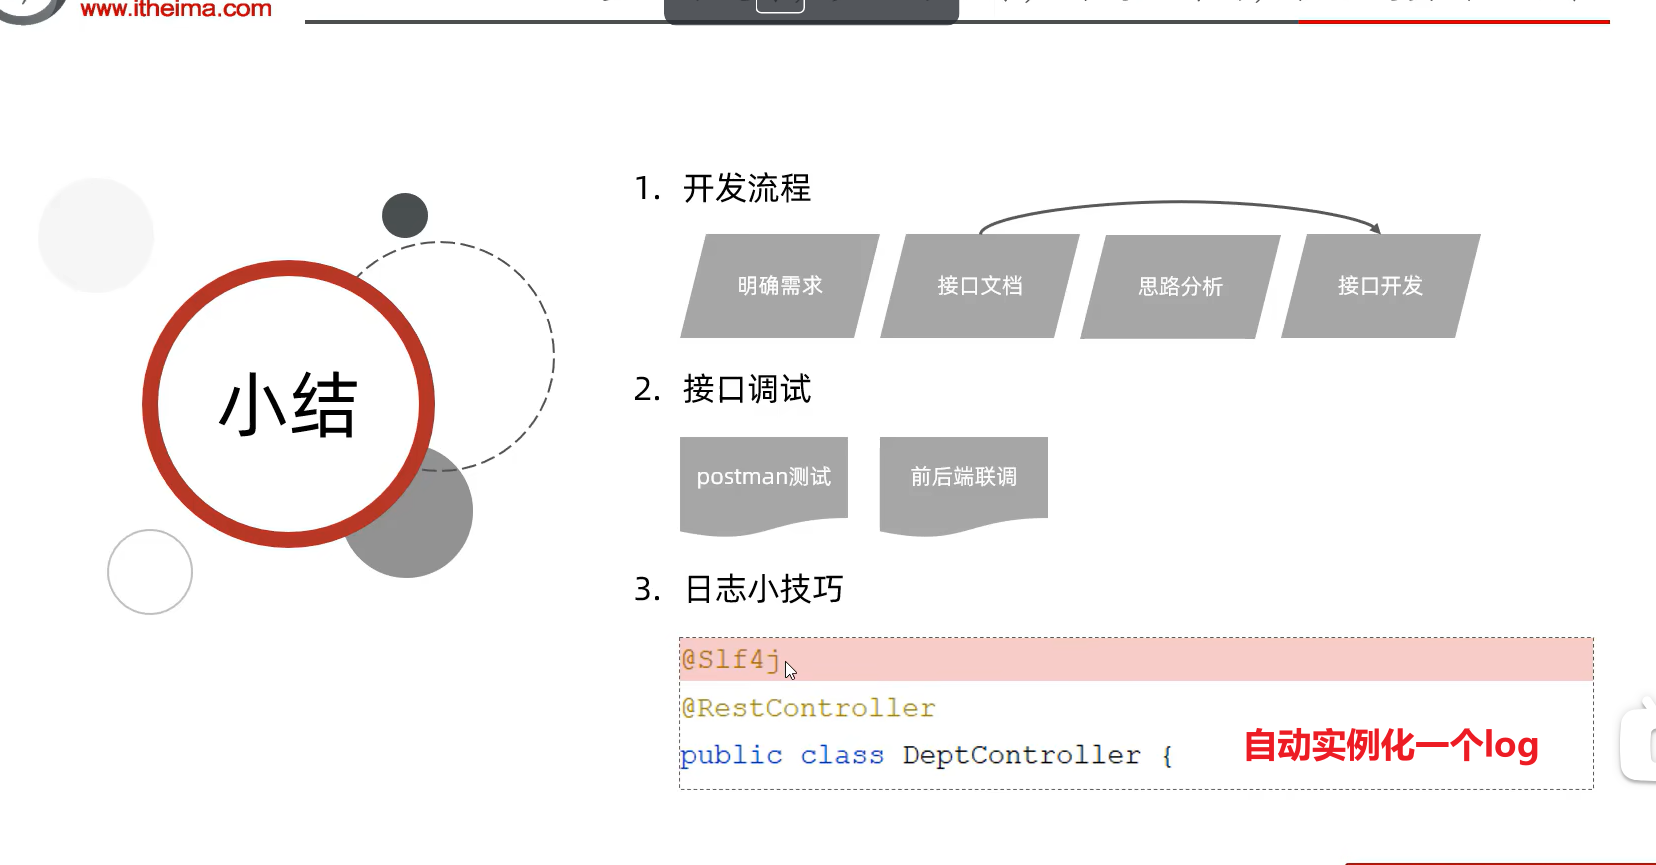 www.itheima.com
1. 开发流程
明确需求
接口文档
思路分析
接口开发
小结
2. 接口调试
postman测试
前后端联调
3. 日志小技巧
@Slf4j
@RestController
public class DeptController {
自动实例化一个log